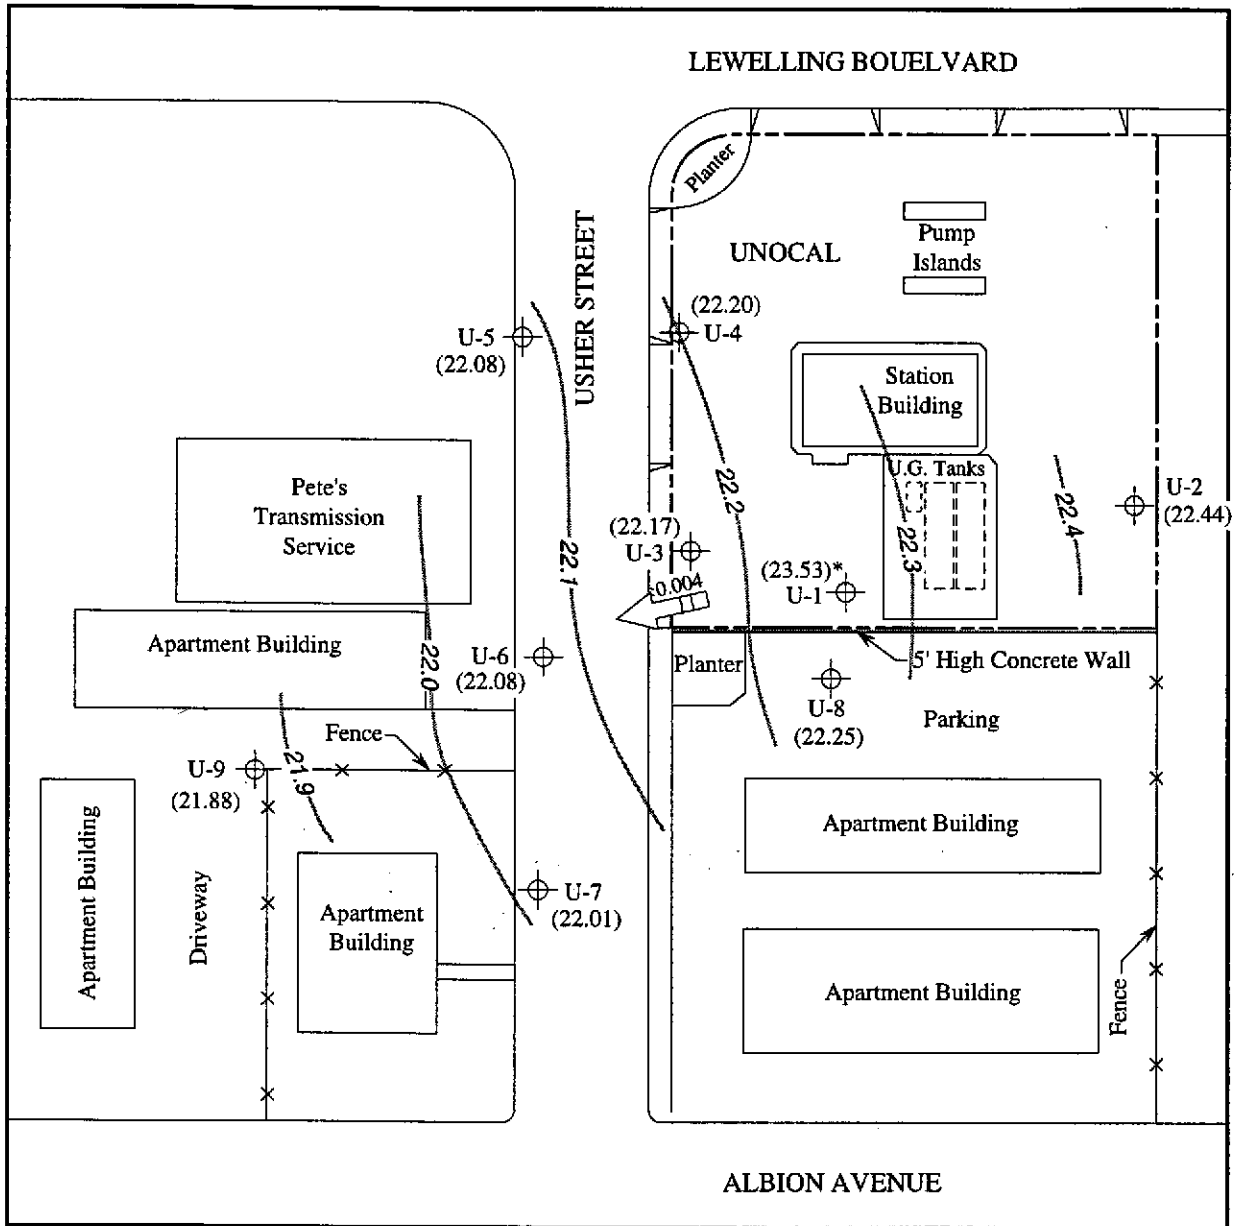 LEWELLING BOUELVARD
Planter
USHER STREET
UNOCAL
Pump
Islands
(22.20)
U-4
U-5
(22.08)
Station
Building
U.G. Tanks
Pete's
Transmission
Service
22.2
22.3
22.4
U-2
(22.44)
(22.17)
U-3
22.1
(23.53)*
U-1
0.004
Apartment Building
22.0
U-6
(22.08)
Planter
5' High Concrete Wall
U-8
(22.25)
Parking
Fence
U-9
(21.88)
21.9
Apartment Building
Apartment Building
Driveway
Apartment
Building
U-7
(22.01)
Apartment Building
Fence
ALBION AVENUE